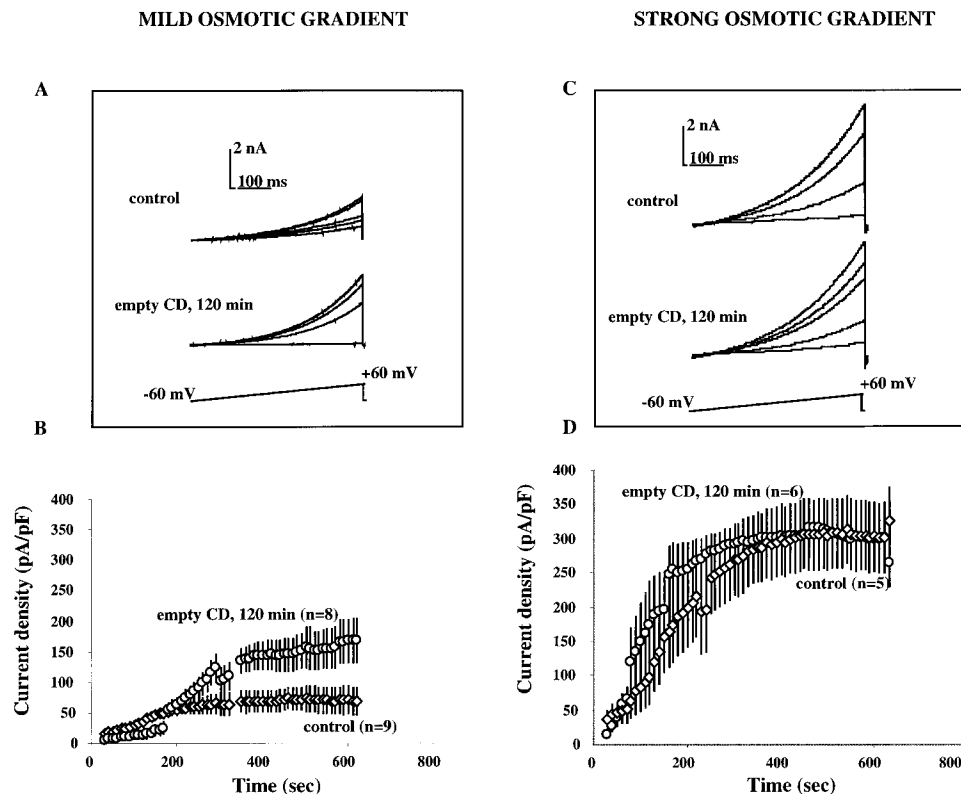 MILD OSMOTIC GRADIENT
STRONG OSMOTIC GRADIENT
A
2 nA
100 ms
control
empty CD, 120 min
+60 mV
-60 mV
C
2 nA
100 ms
control
empty CD, 120 min
+60 mV
-60 mV
B
Current density (pA/pF)
400
350
300
250
200
150
100
50
0
empty CD, 120 min (n=8)
control (n=9)
0
200
400
600
800
Time (sec)
D
Current density (pA/pF)
400
350
300
250
200
150
100
50
0
empty CD, 120 min (n=6)
control (n=5)
0
200
400
600
800
Time (sec)